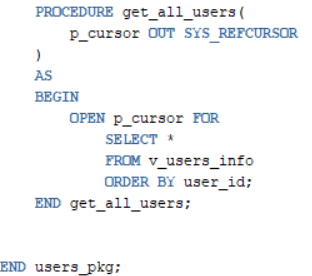 PROCEDURE get_all_users(
p_cursor OUT SYS_REFCURSOR
)
AS
BEGIN
OPEN p_cursor FOR
SELECT *
FROM v_users_info
ORDER BY user_id;
END get_all_users;
END users_pkg;